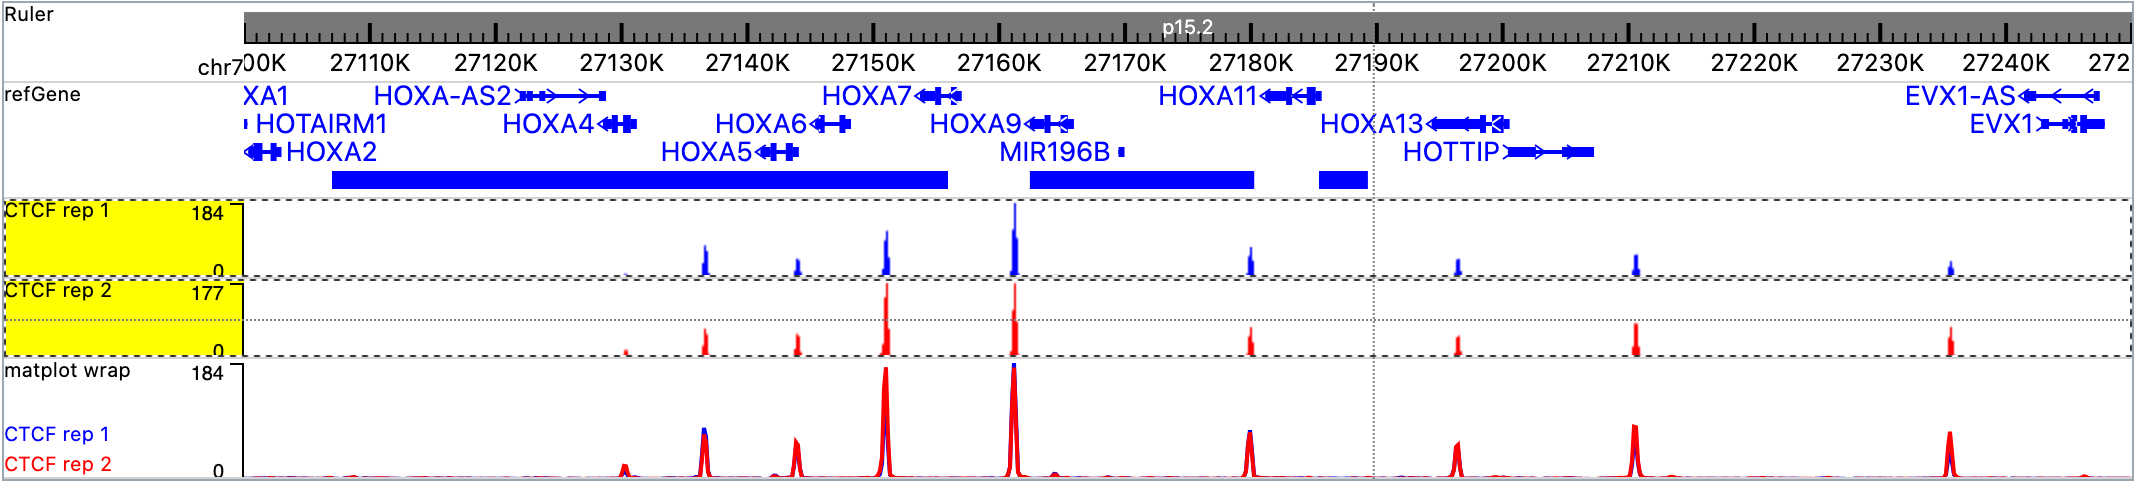 Ruler
p15.2
chr7 00K 27110K 27120K 27130K 27140K 27150K 27160K 27170K 27180K 27190K 27200K 27210K 27220K 27230K 27240K 272
refGene XA1 HOXA-AS2 HOXA7 HOXA11 EVX1-AS
HOTAIRM1 HOXA4 HOXA6 HOXA9 HOXA13 EVX1
HOXA2 HOXA5 MIR196B HOTTIP
CTCF rep 1 184
0
CTCF rep 2 177
0
matplot wrap 184
CTCF rep 1
CTCF rep 2 0